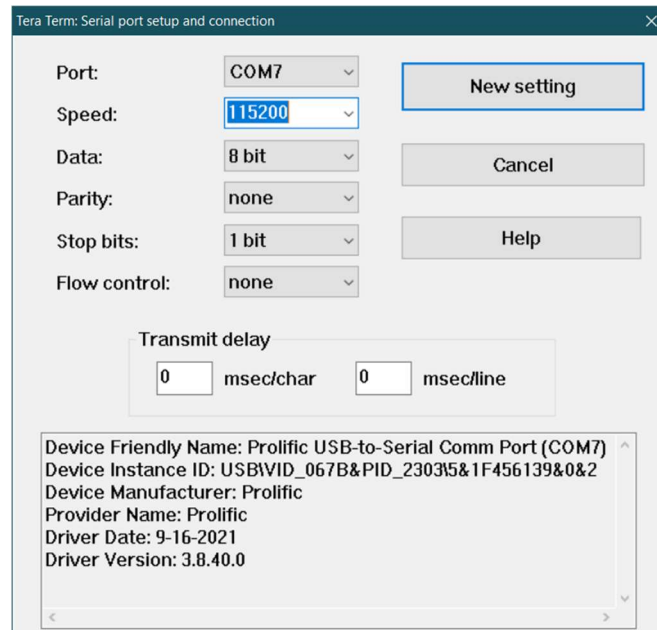 Tera Term: Serial port setup and connection
Port: COM7
New setting
Speed: 115200
Data: 8 bit
Cancel
Parity: none
Stop bits: 1 bit
Help
Flow control: none
Transmit delay
0 msec/char 0 msec/line
Device Friendly Name: Prolific USB-to-Serial Comm Port (COM7)
Device Instance ID: USB\VID_067B&PID_2303\5&1F456139&0&2
Device Manufacturer: Prolific
Provider Name: Prolific
Driver Date: 9-16-2021
Driver Version: 3.8.40.0